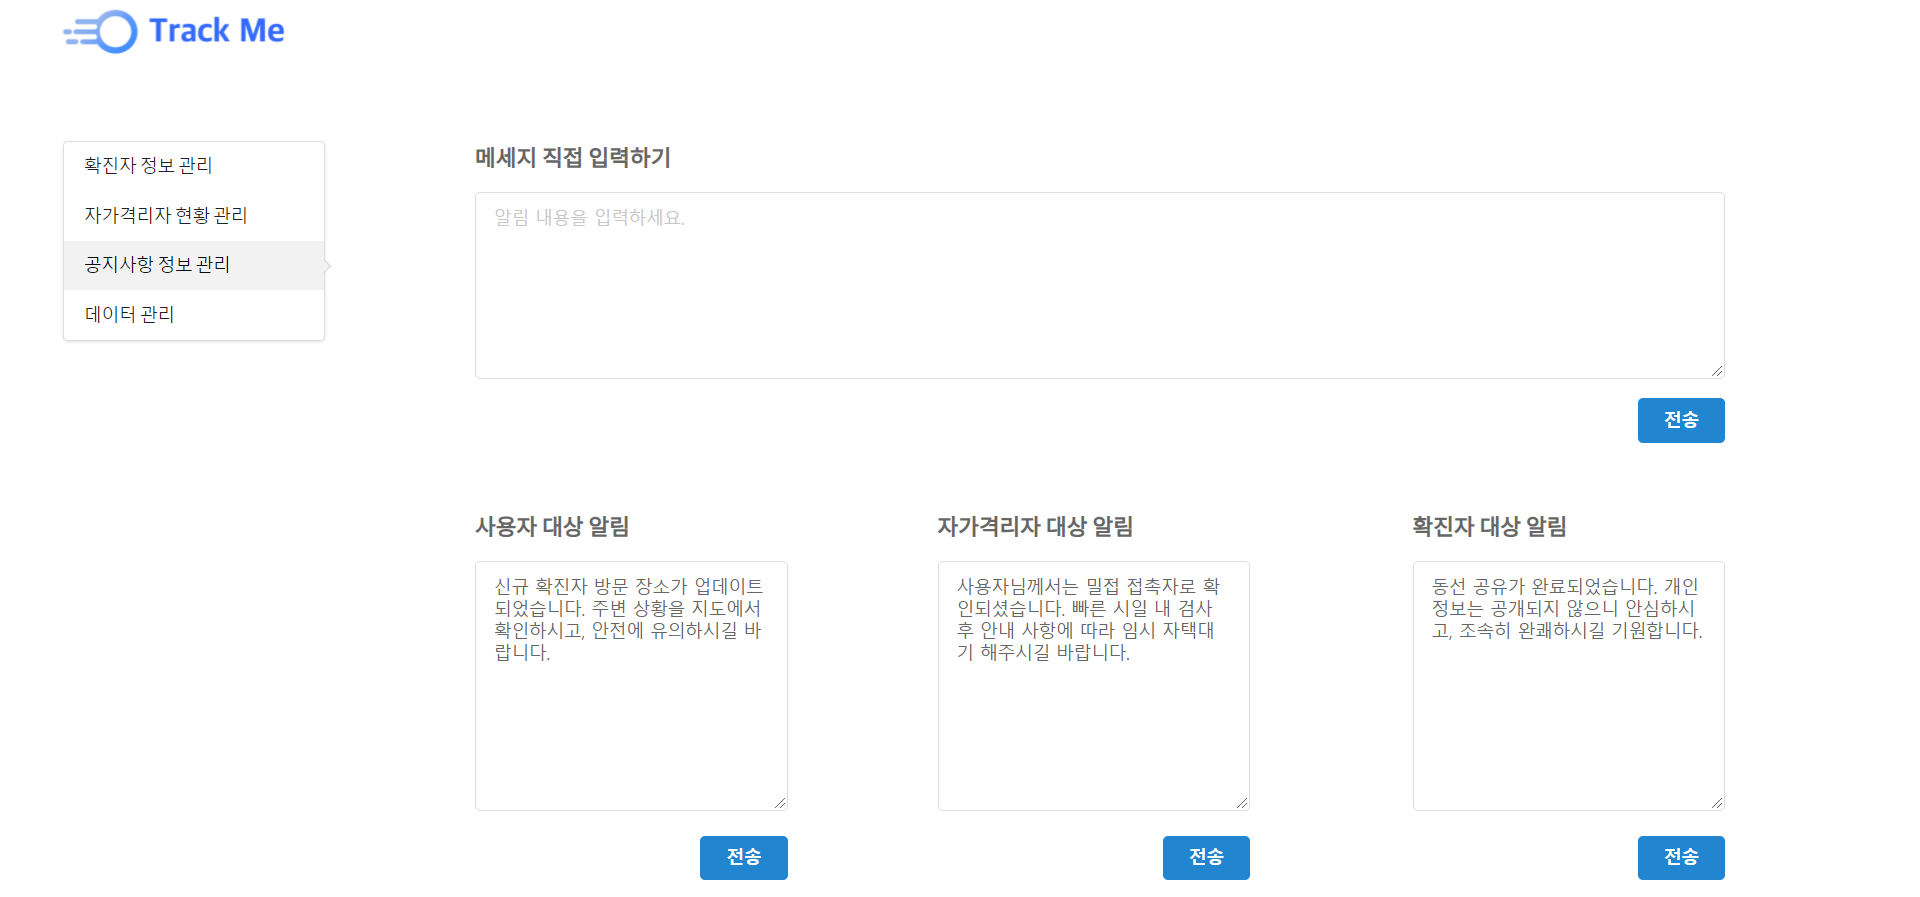 Track Me
확진자 정보 관리
자가격리자 현황 관리
공지사항 정보 관리
데이터 관리
메세지 직접 입력하기
알림 내용을 입력하세요.
전송
사용자 대상 알림
신규 확진자 방문 장소가 업데이트
되었습니다. 주변 상황을 지도에서
확인하시고, 안전에 유의하시길 바
랍니다.
전송
자가격리자 대상 알림
사용자님께서는 밀접 접촉자로 확
인되셨습니다. 빠른 시일 내 검사
후 안내 사항에 따라 임시 자택대
기 해주시길 바랍니다.
전송
확진자 대상 알림
동선 공유가 완료되었습니다. 개인
정보는 공개되지 않으니 안심하시
고, 조속히 완쾌하시길 기원합니다.
전송